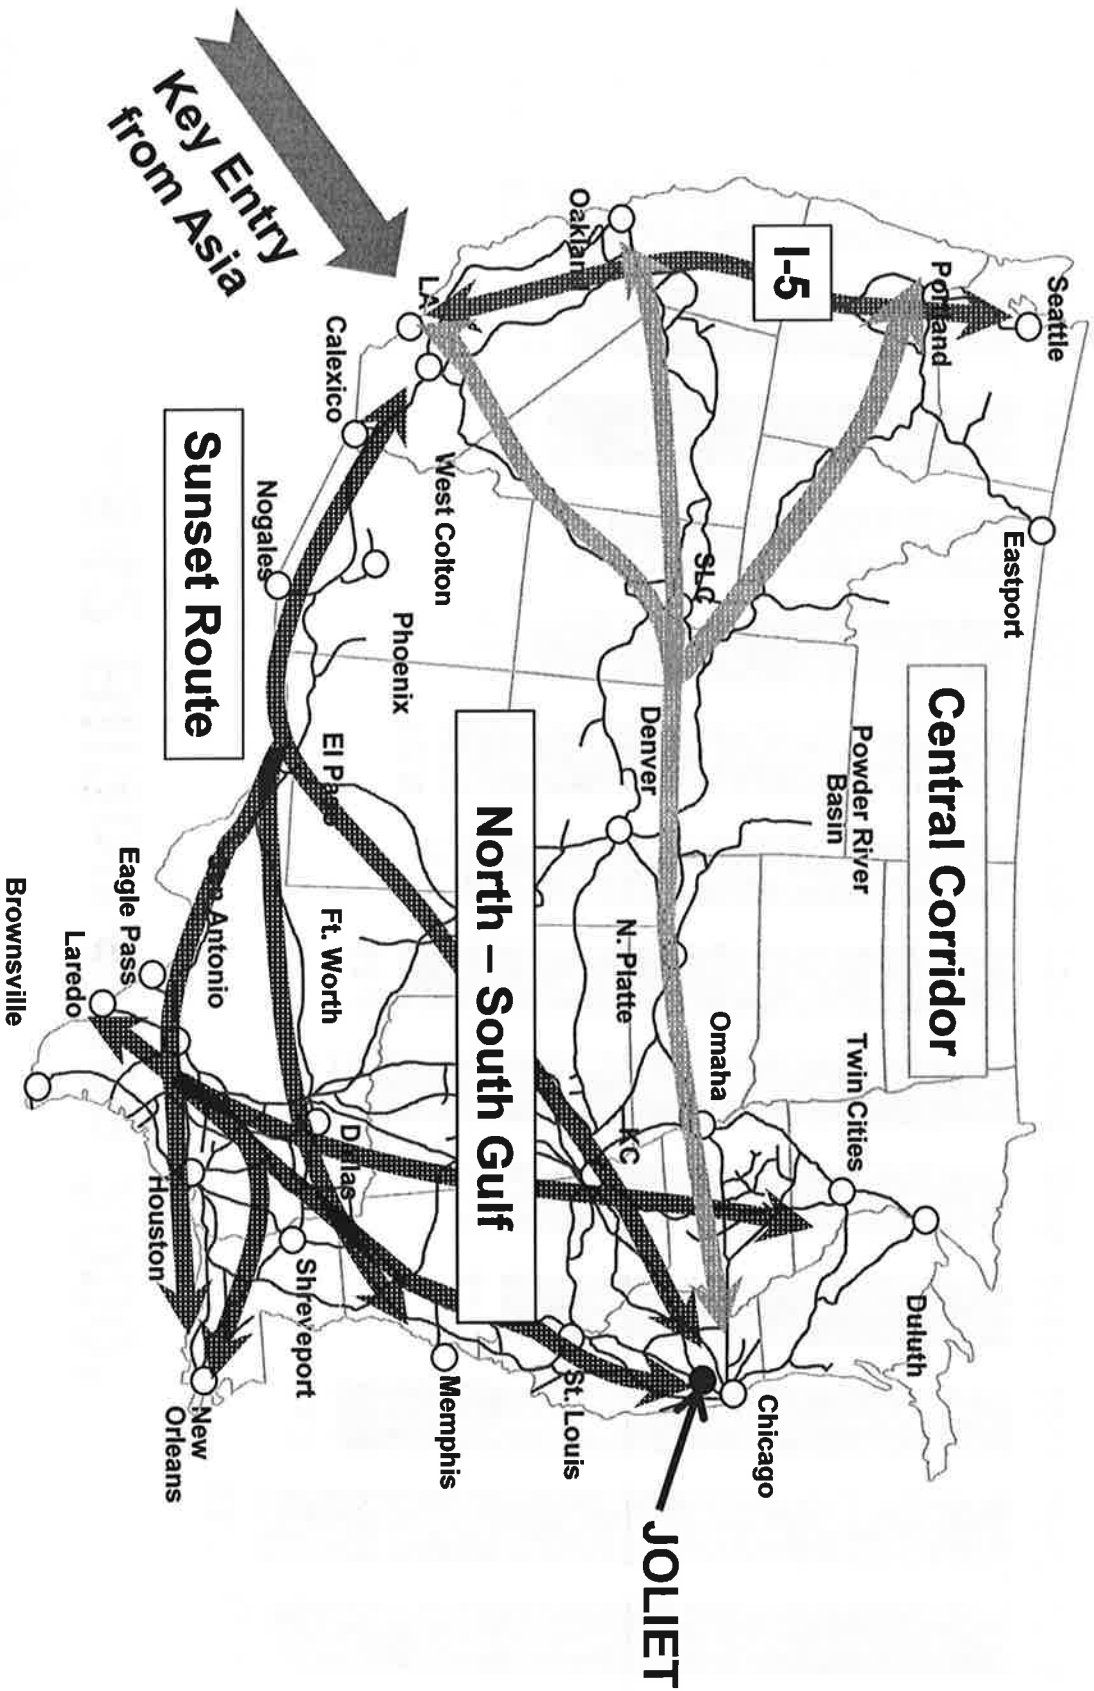 Seattle
Portland
Eastport
Central Corridor
I-5
Powder River
Basin
Twin Cities
Duluth
SLC
Omaha
Chicago
Oakland
Denver
N. Platte
KC
JOLIET
St. Louis
North – South Gulf
LA
West Colton
Memphis
Phoenix
Key Entry
from Asia
Calexico
El Paso
Ft. Worth
Dallas
Shreveport
Nogales
Sunset Route
San Antonio
Houston
New
Orleans
Eagle Pass
Laredo
Brownsville